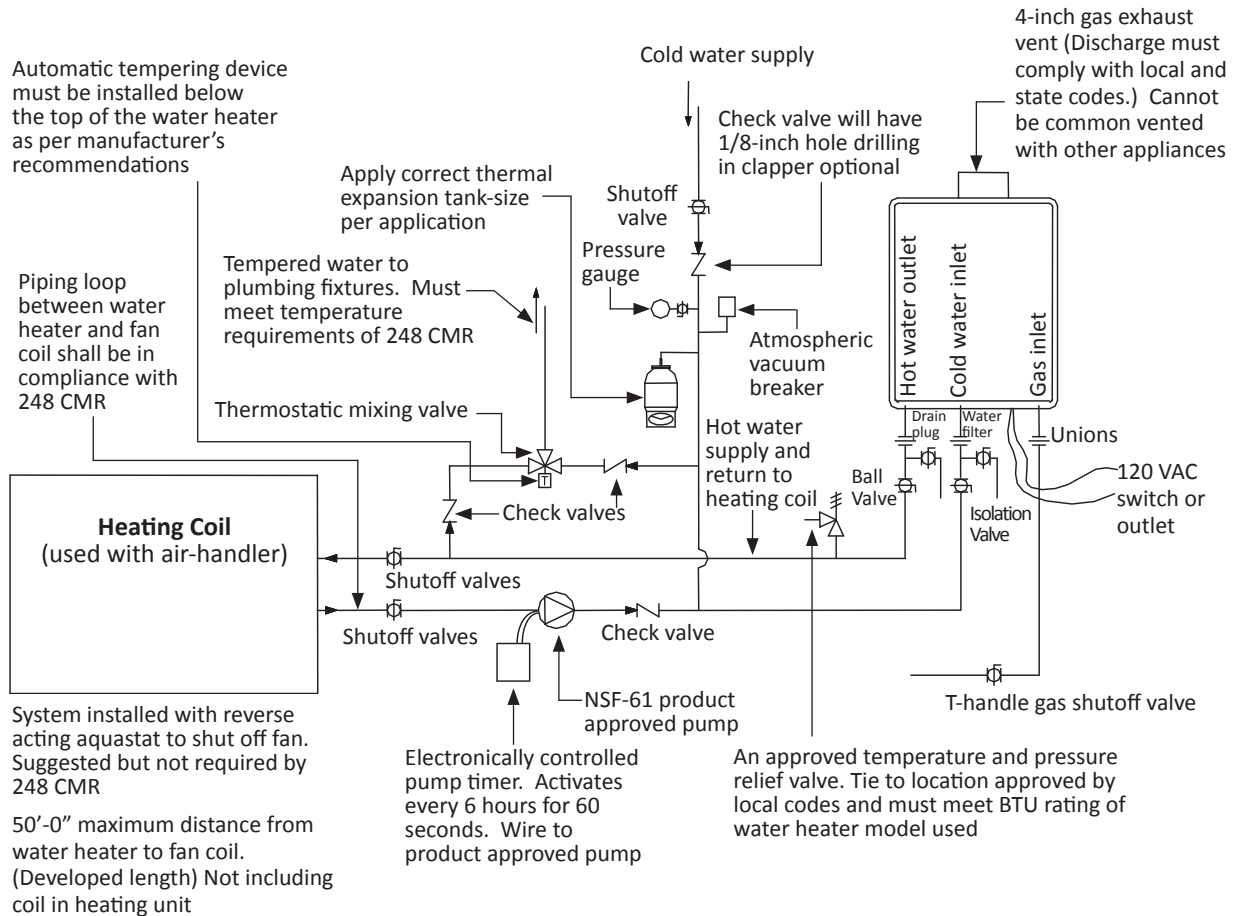 4-inch gas exhaust
vent (Discharge must
comply with local and
state codes.) Cannot
be common vented
with other appliances
Cold water supply
Automatic tempering device
must be installed below
the top of the water heater
as per manufacturer’s
recommendations
Check valve will have
1/8-inch hole drilling
in clapper optional
Apply correct thermal
expansion tank-size
per application
Shutoff
valve
Pressure
gauge
Tempered water to
plumbing fixtures. Must
meet temperature
requirements of 248 CMR
Piping loop
between water
heater and fan
coil shall be in
compliance with
248 CMR
Atmospheric
vacuum
breaker
Hot water outlet
Cold water inlet
Gas inlet
Thermostatic mixing valve
Drain
plug
Water
filter
Unions
Hot water
supply and
return to
heating coil
Ball
Valve
120 VAC
switch or
outlet
Isolation
Valve
T
Check valves
Heating Coil
(used with air-handler)
Shutoff valves
Shutoff valves
Check valve
NSF-61 product
approved pump
T-handle gas shutoff valve
System installed with reverse
acting aquastat to shut off fan.
Suggested but not required by
248 CMR
Electronically controlled
pump timer. Activates
every 6 hours for 60
seconds. Wire to
product approved pump
An approved temperature and pressure
relief valve. Tie to location approved by
local codes and must meet BTU rating of
water heater model used
50’-0” maximum distance from
water heater to fan coil.
(Developed length) Not including
coil in heating unit